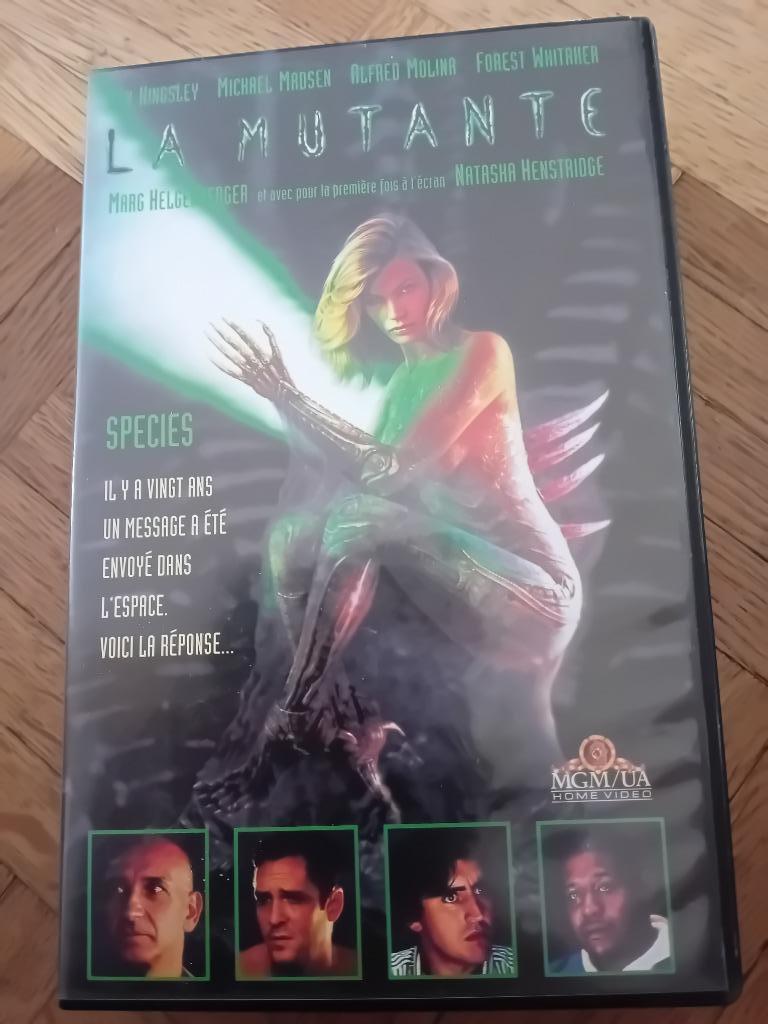 KINGSLEY MICHAEL MADSEN ALFRED MOLINA FOREST WHITAKER
LA MUTANTE
MARG HELGENBERGER et avec pour la première fois à l'écran NATASHA HENSTRIDGE
SPECIES
IL Y A VINGT ANS
UN MESSAGE A ÉTÉ
ENVOYÉ DANS
L'ESPACE.
VOICI LA RÉPONSE...
MGM/UA
HOME VIDEO